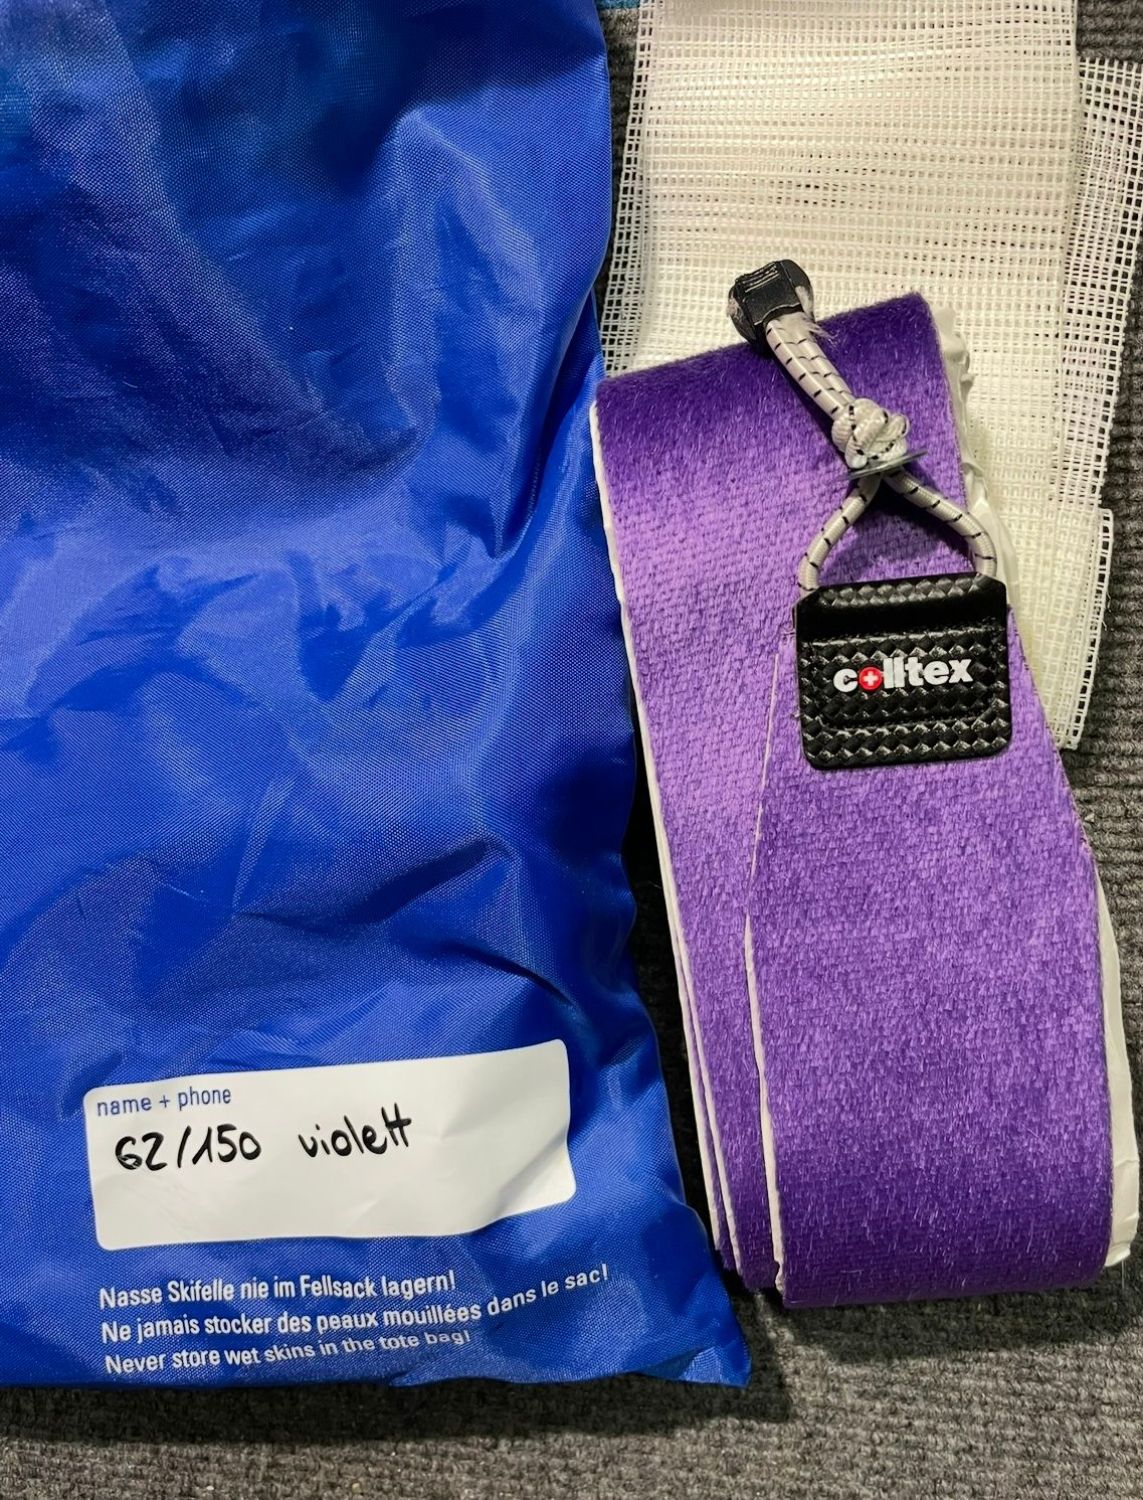 colltex
name + phone
62/150 violett
Nasse Skifelle nie im Fellsack lagern!
Ne jamais stocker des peaux mouillées dans le sac!
Never store wet skins in the tote bag!